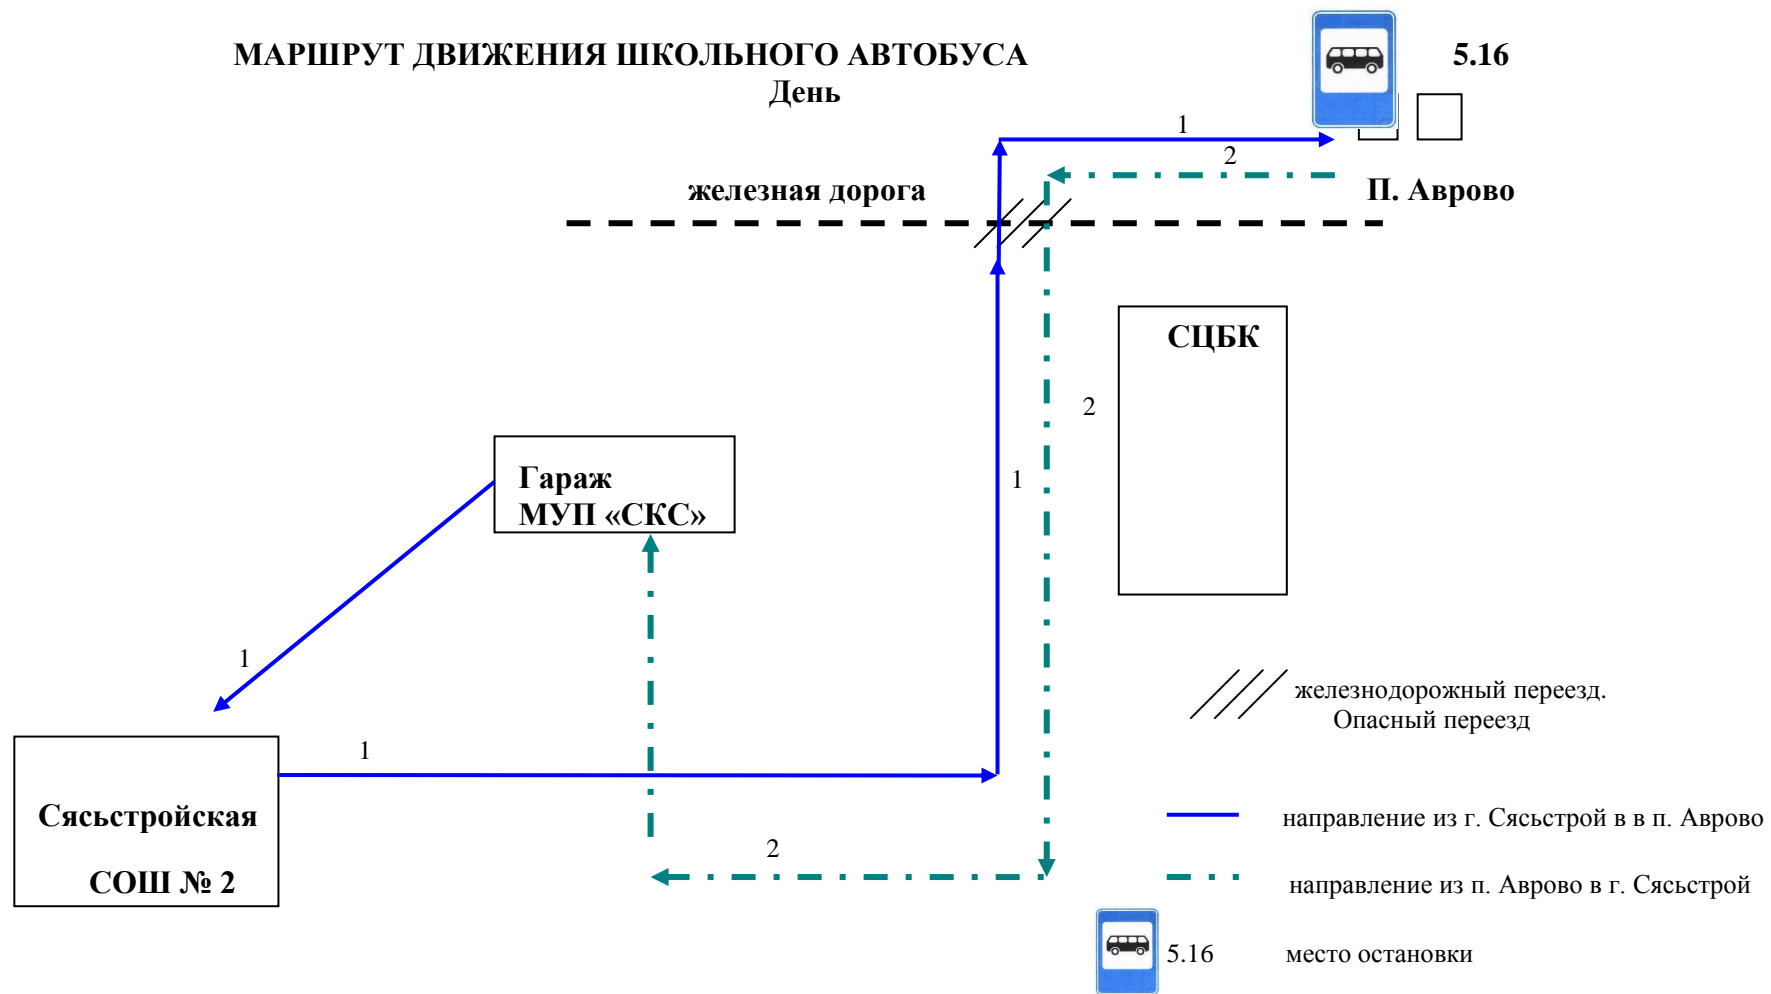 МАРШРУТ ДВИЖЕНИЯ ШКОЛЬНОГО АВТОБУСА
День
5.16
1
2
железная дорога
П. Аврово
СЦБК
2
Гараж
МУП «СКС»
1
1
железнодорожный переезд.
Опасный переезд
1
Сясьстройская
СОШ № 2
направление из г. Сясьстрой в в п. Аврово
2
направление из п. Аврово в г. Сясьстрой
5.16
место остановки